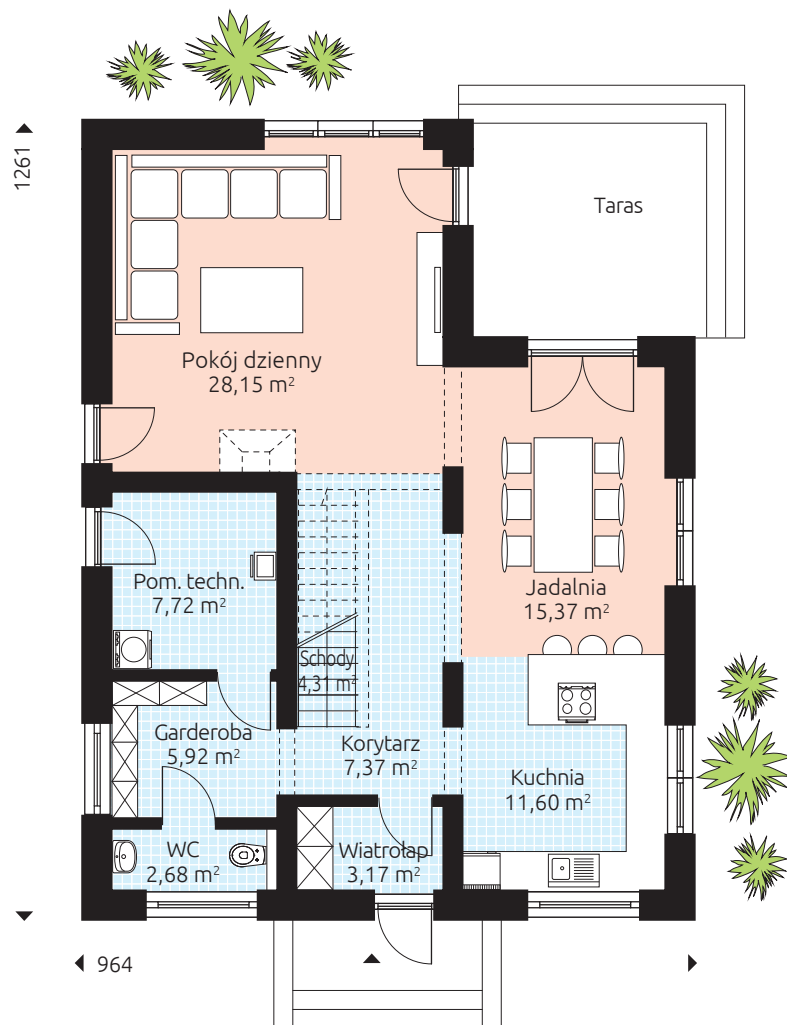 1261
Taras
Pokój dzienny
28,15 m²
Pom. techn.
7,72 m²
Jadalnia
15,37 m²
Schody
4,31 m²
Garderoba
5,92 m²
Korytarz
7,37 m²
Kuchnia
11,60 m²
WC
2,68 m²
Wiatrołap
3,17 m²
964